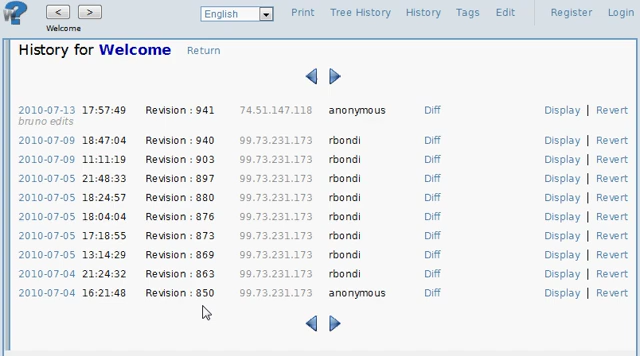 < > English Print Tree History History Tags Edit Register Login
Welcome
History for Welcome Return
2010-07-13 17:57:49 Revision : 941 74.51.147.118 anonymous Diff Display | Revert
bruno edits
2010-07-09 18:47:04 Revision : 940 99.73.231.173 rbondi Diff Display | Revert
2010-07-09 11:11:19 Revision : 903 99.73.231.173 rbondi Diff Display | Revert
2010-07-05 21:48:33 Revision : 897 99.73.231.173 rbondi Diff Display | Revert
2010-07-05 18:24:57 Revision : 880 99.73.231.173 rbondi Diff Display | Revert
2010-07-05 18:04:04 Revision : 876 99.73.231.173 rbondi Diff Display | Revert
2010-07-05 17:18:55 Revision : 873 99.73.231.173 rbondi Diff Display | Revert
2010-07-05 13:14:29 Revision : 869 99.73.231.173 rbondi Diff Display | Revert
2010-07-04 21:24:32 Revision : 863 99.73.231.173 rbondi Diff Display | Revert
2010-07-04 16:21:48 Revision : 850 99.73.231.173 anonymous Diff Display | Revert